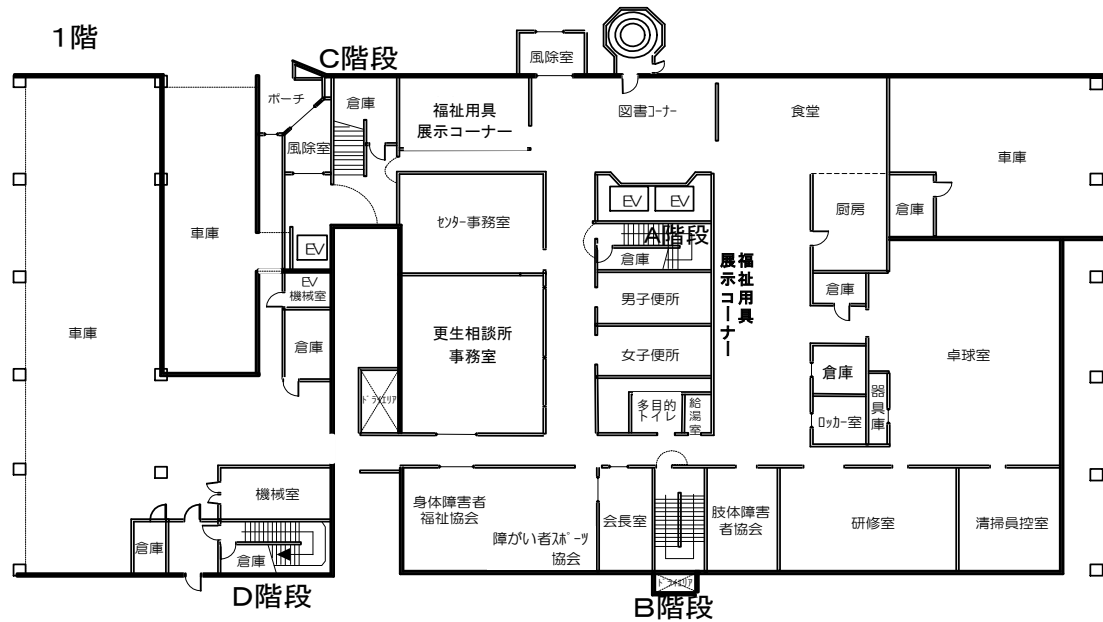 1階
C階段
風除室
ポーチ
倉庫
福祉用具
展示コーナー
図書コーナー
食堂
車庫
風除室
EV
EV
厨房
倉庫
センター事務室
車庫
A階段
倉庫
EV
福祉用具
展示コーナー
EV
機械室
男子便所
倉庫
車庫
倉庫
更生相談所
事務室
女子便所
卓球室
倉庫
器具庫
ドライエリア
多目的
トイレ
給湯室
ロッカー室
機械室
身体障害者
福祉協会
障がい者スポーツ
協会
会長室
肢体障害
者協会
研修室
清掃員控室
倉庫
倉庫
ドライエリア
D階段
B階段